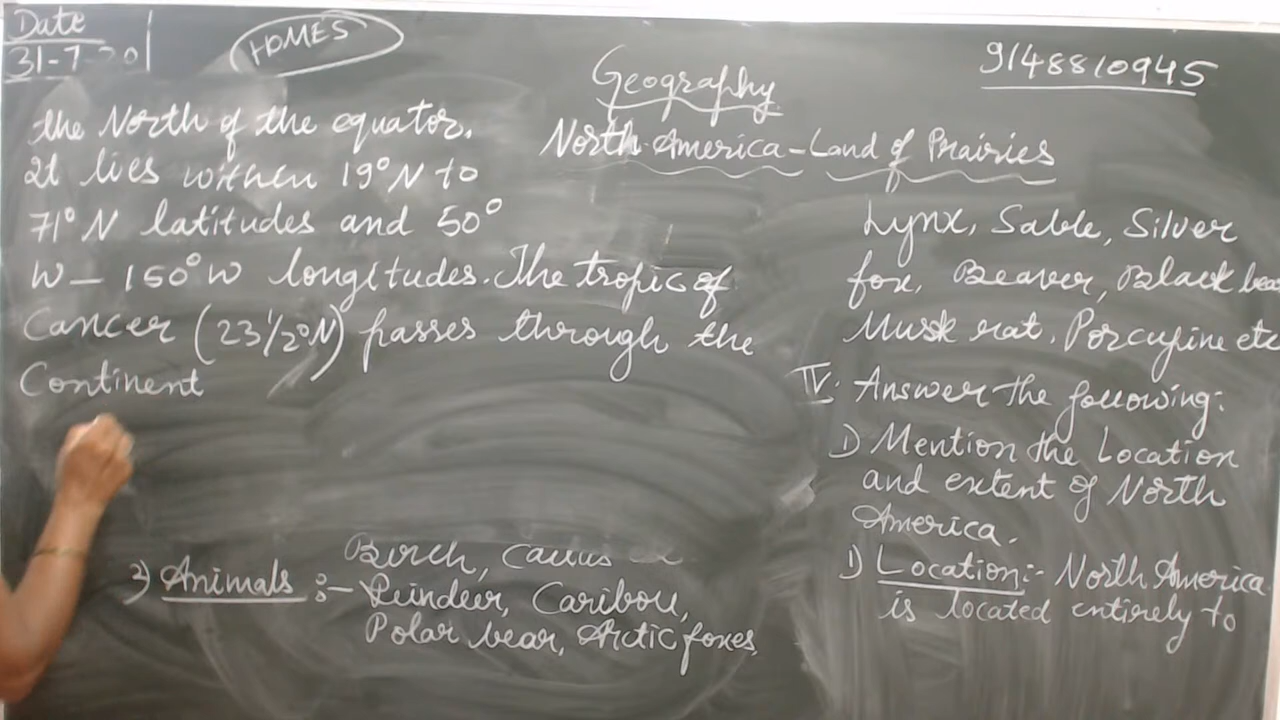 Date
31-7-20
HOMES
9148810945
Geography
North America - Land of Prairies
the North of the equator.
It lies within 19°N to
71°N latitudes and 50°
W - 150°W longitudes. The tropic of
Cancer (23 1/2°N) passes through the
Continent
Birch,
3) Animals :- Reindeer, Caribou,
Polar bear, Arctic foxes,
Lynx, Sable, Silver
fox, Beaver, Black bea
Musk rat, Porcupine etc
IV. Answer the following:
1) Mention the Location
and extent of North
America.
1) Location:- North America
is located entirely to